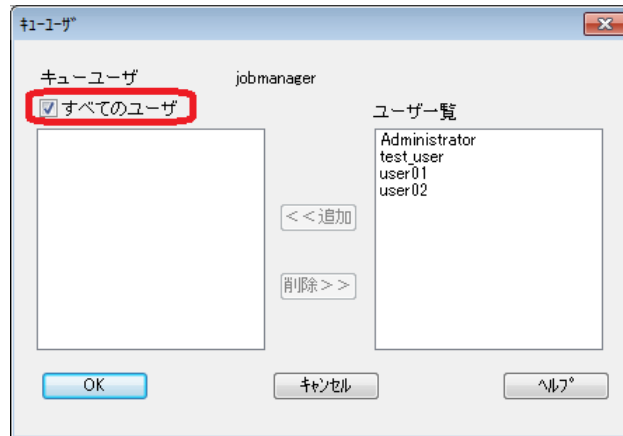 ｷｭｰﾕｰｻﾞ
キューユーザ jobmanager
すべてのユーザ
ユーザ一覧
Administrator
test_user
user01
user02
<<追加
削除>>
OK
ｷｬﾝｾﾙ
ﾍﾙﾌﾟ